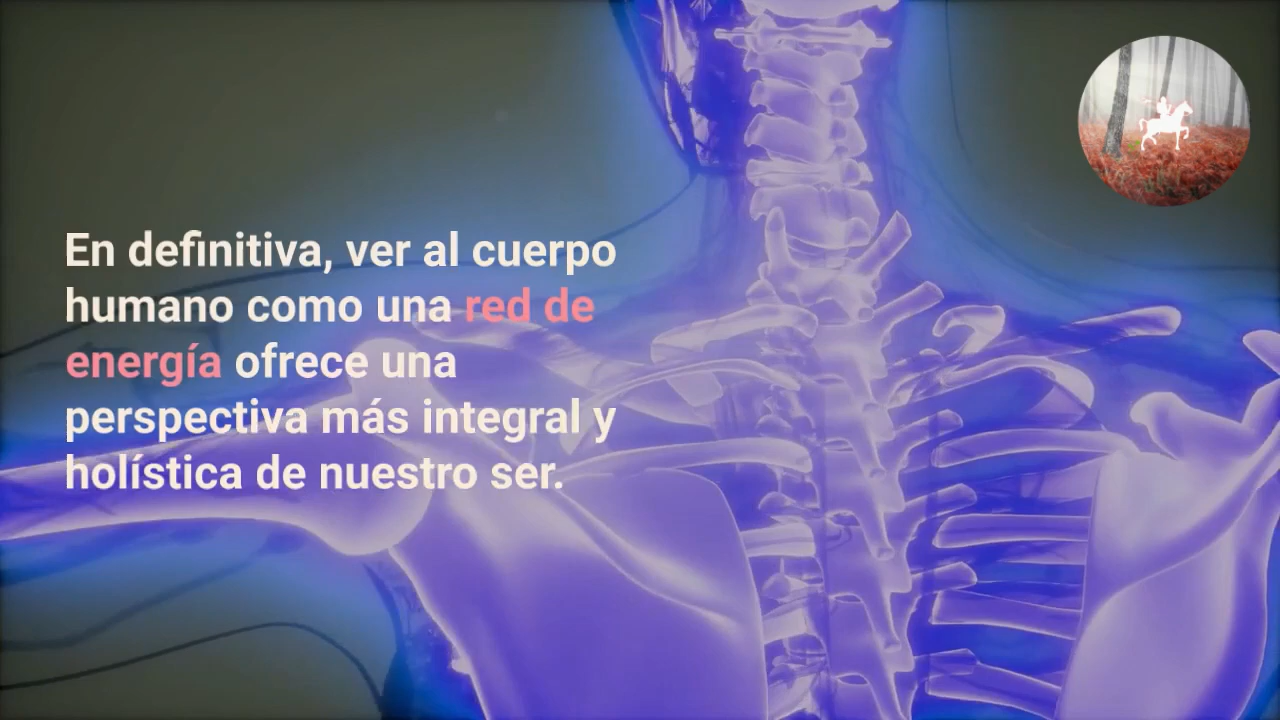 En definitiva, ver al cuerpo
humano como una red de
energía ofrece una
perspectiva más integral y
holística de nuestro ser.